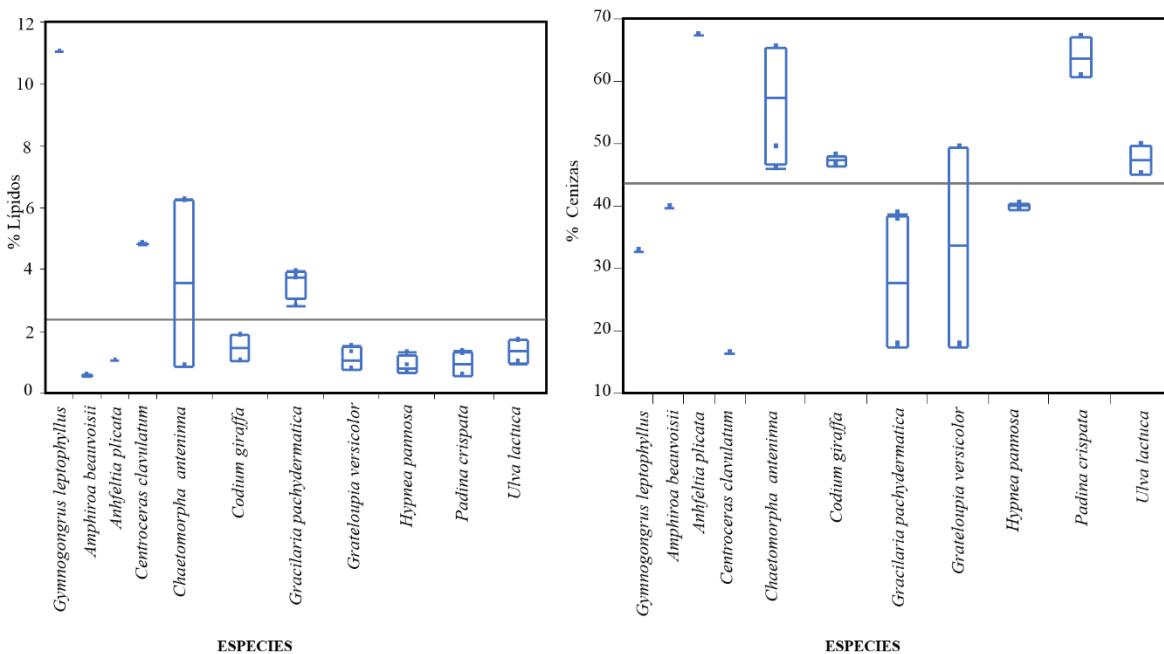 12
10
8
6
4
2
0
% Lípidos
Gymnogongrus leptophyllus
Amphiroa beauvoisii
Anhfeltia plicata
Centroceras clavulatum
Chaetomorpha anteninna
Codium giraffa
Gracilaria pachydermatica
Grateloupia versicolor
Hypnea pannosa
Padina crispata
Ulva lactuca
ESPECIES
70
60
50
40
30
20
10
% Cenizas
Gymnogongrus leptophyllus
Amphiroa beauvoisii
Anhfeltia plicata
Centroceras clavulatum
Chaetomorpha anteninna
Codium giraffa
Gracilaria pachydermatica
Grateloupia versicolor
Hypnea pannosa
Padina crispata
Ulva lactuca
ESPECIES